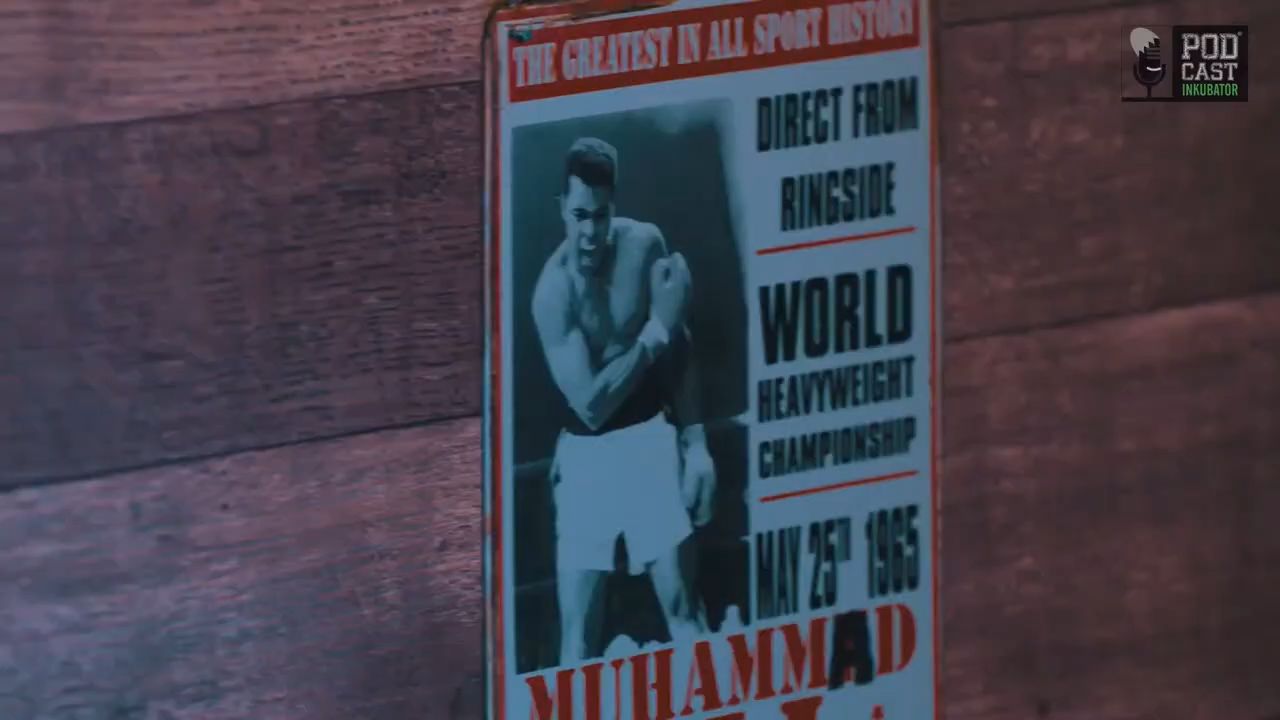 THE GREATEST IN ALL SPORT HISTORY
DIRECT FROM
RINGSIDE
WORLD
HEAVYWEIGHT
CHAMPIONSHIP
MAY 25TH 1965
MUHAMMAD
POD
CAST
INKUBATOR